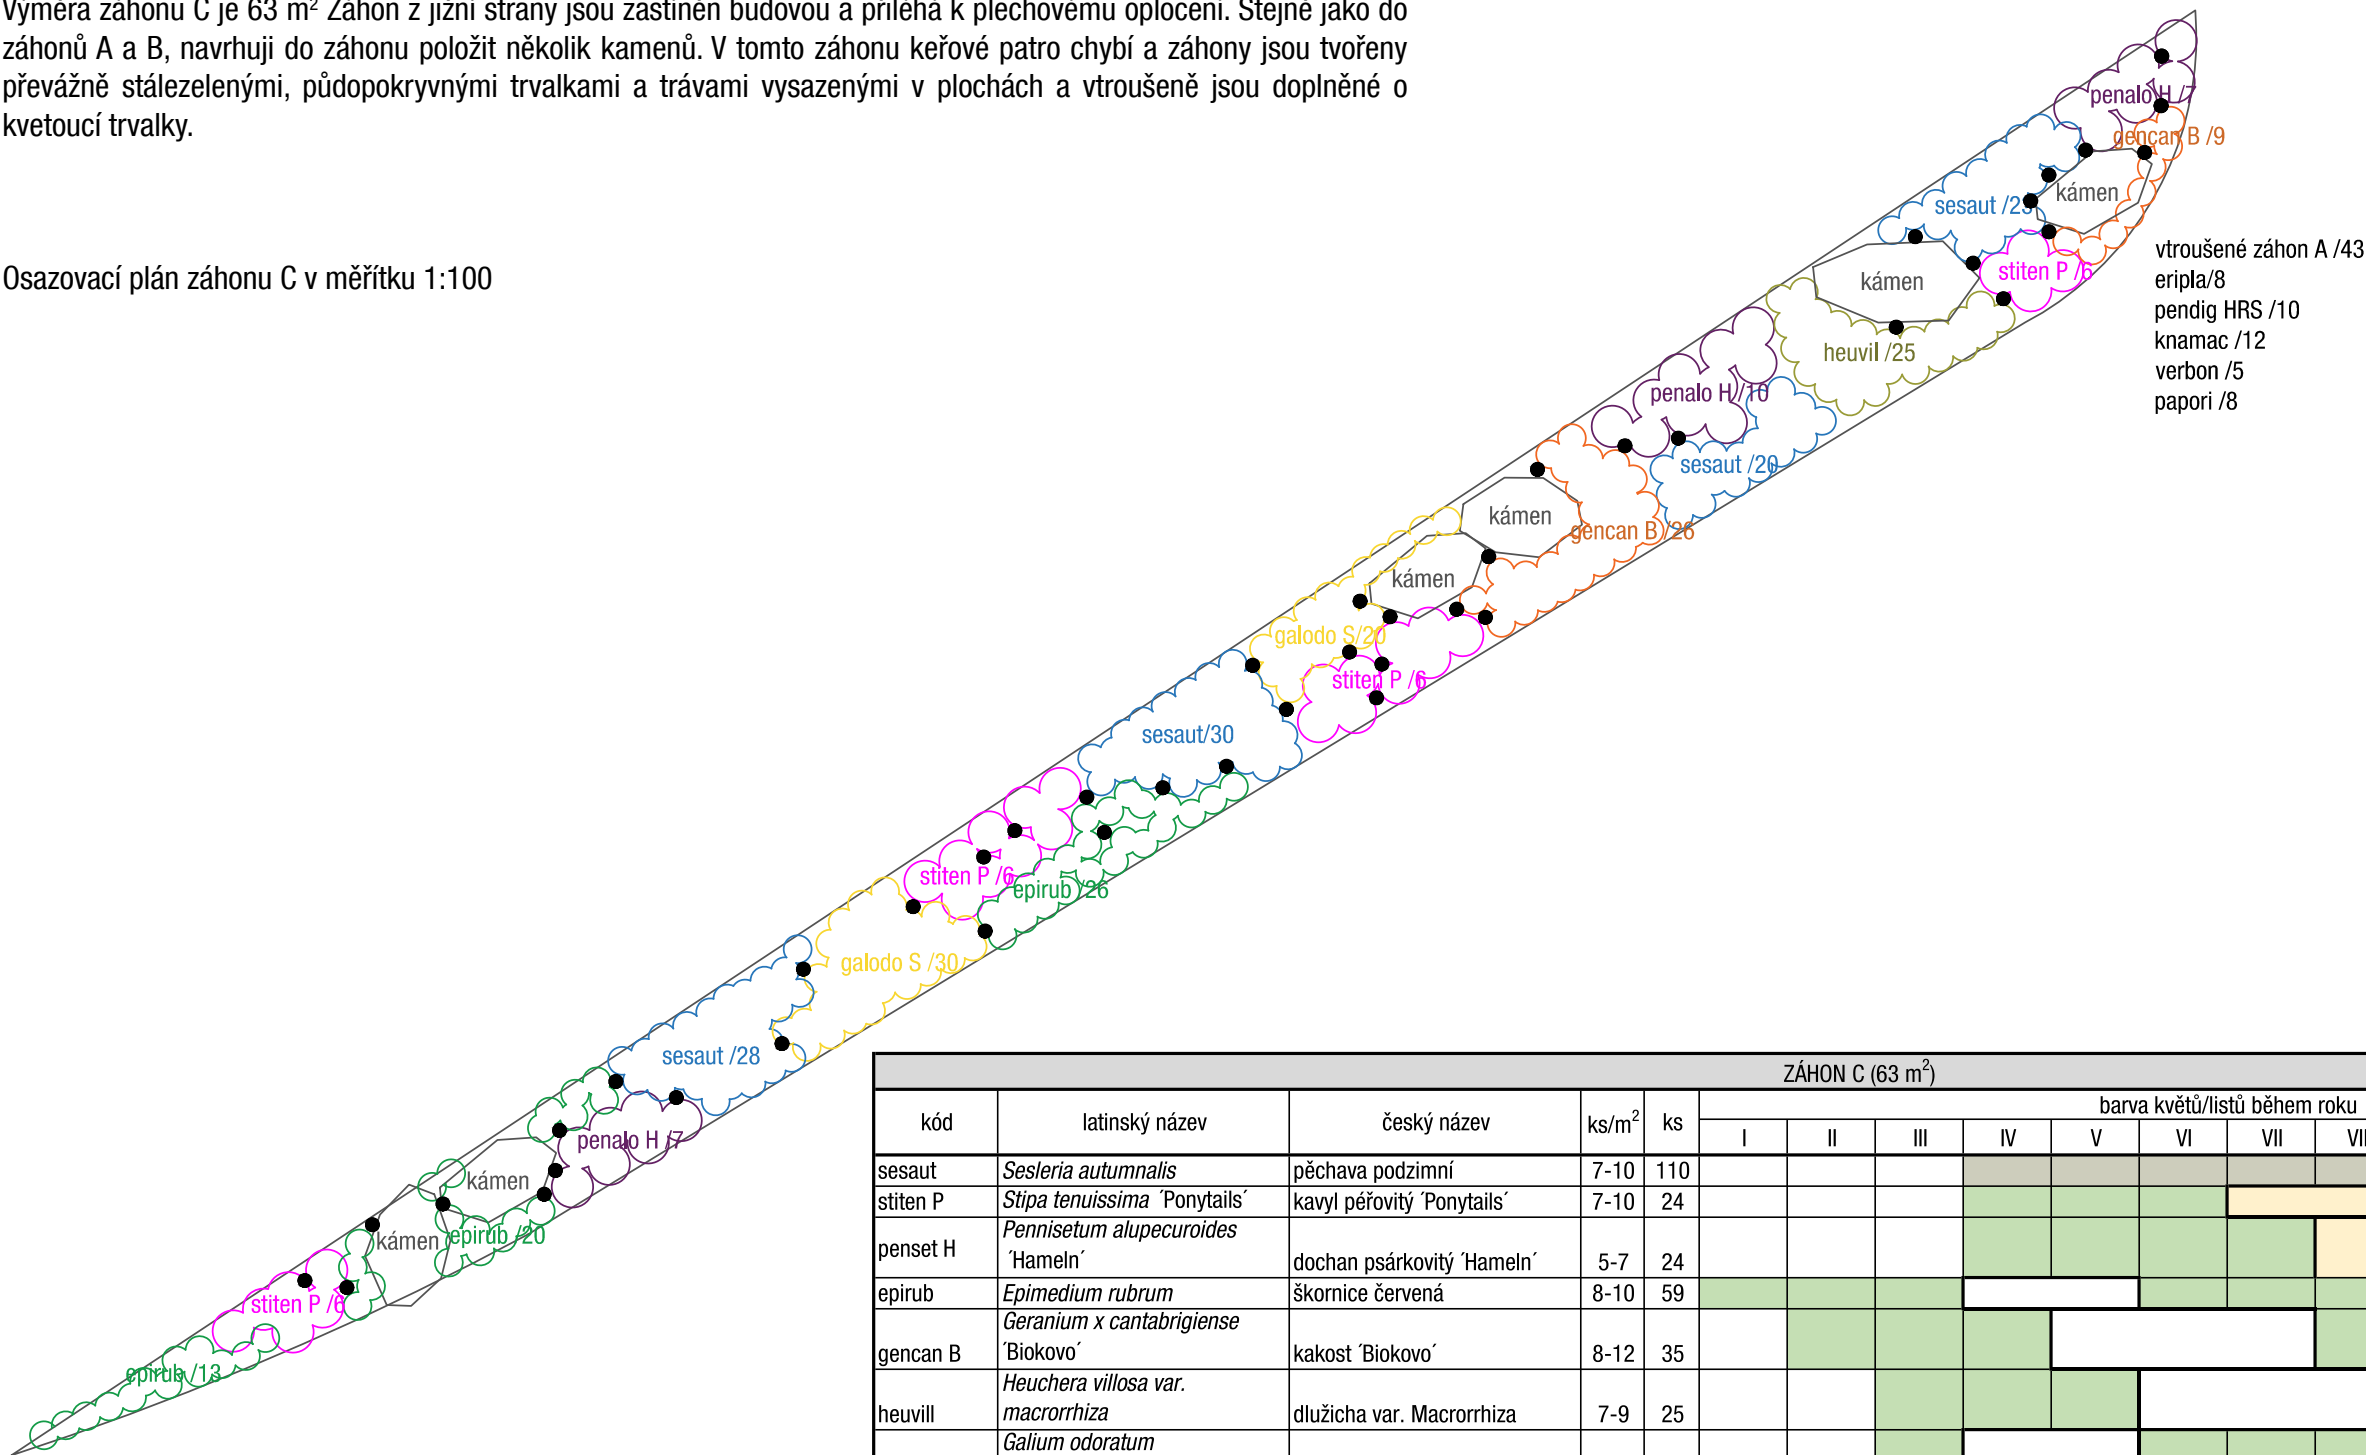 Výměra záhonu C je 63 m² Záhon z jižní strany jsou zastíněn budovou a přiléhá k plechovému oplocení. Stejně jako do
záhonů A a B, navrhuji do záhonu položit několik kamenů. V tomto záhonu keřové patro chybí a záhony jsou tvořeny
převážně stálezelenými, půdopokryvnými trvalkami a trávami vysazenými v plochách a vtroušeně jsou doplněné o
kvetoucí trvalky.
Osazovací plán záhonu C v měřítku 1:100
penalo H /7
gencan B /9
kámen
sesaut /23
stiten P /6
kámen
heuvil /25
vtroušené záhon A /43
eripla/8
pendig HRS /10
knamac /12
verbon /5
papori /8
penalo H /10
sesaut /20
kámen
gencan B /26
kámen
galodo S/20
stiten P /6
sesaut/30
stiten P /6
epirub /26
galodo S /30
sesaut /28
penalo H /7
kámen
epirub /20
kámen
stiten P /6
epirub /13
ZÁHON C (63 m²)
kód latinský název český název ks/m² ks barva květů/listů během roku
I II III IV V VI VII
sesaut Sesleria autumnalis pěchava podzimní 7-10 110
stiten P Stipa tenuissima ´Ponytails´ kavyl péřovitý ´Ponytails´ 7-10 24
penset H Pennisetum alupecuroides
´Hameln´ dochan psárkovitý ´Hameln´ 5-7 24
epirub Epimedium rubrum škornice červená 8-10 59
gencan B Geranium x cantabrigiense
´Biokovo´ kakost ´Biokovo´ 8-12 35
heuvill Heuchera villosa var.
macrorrhiza dlužicha var. Macrorrhiza 7-9 25
Galium odoratum